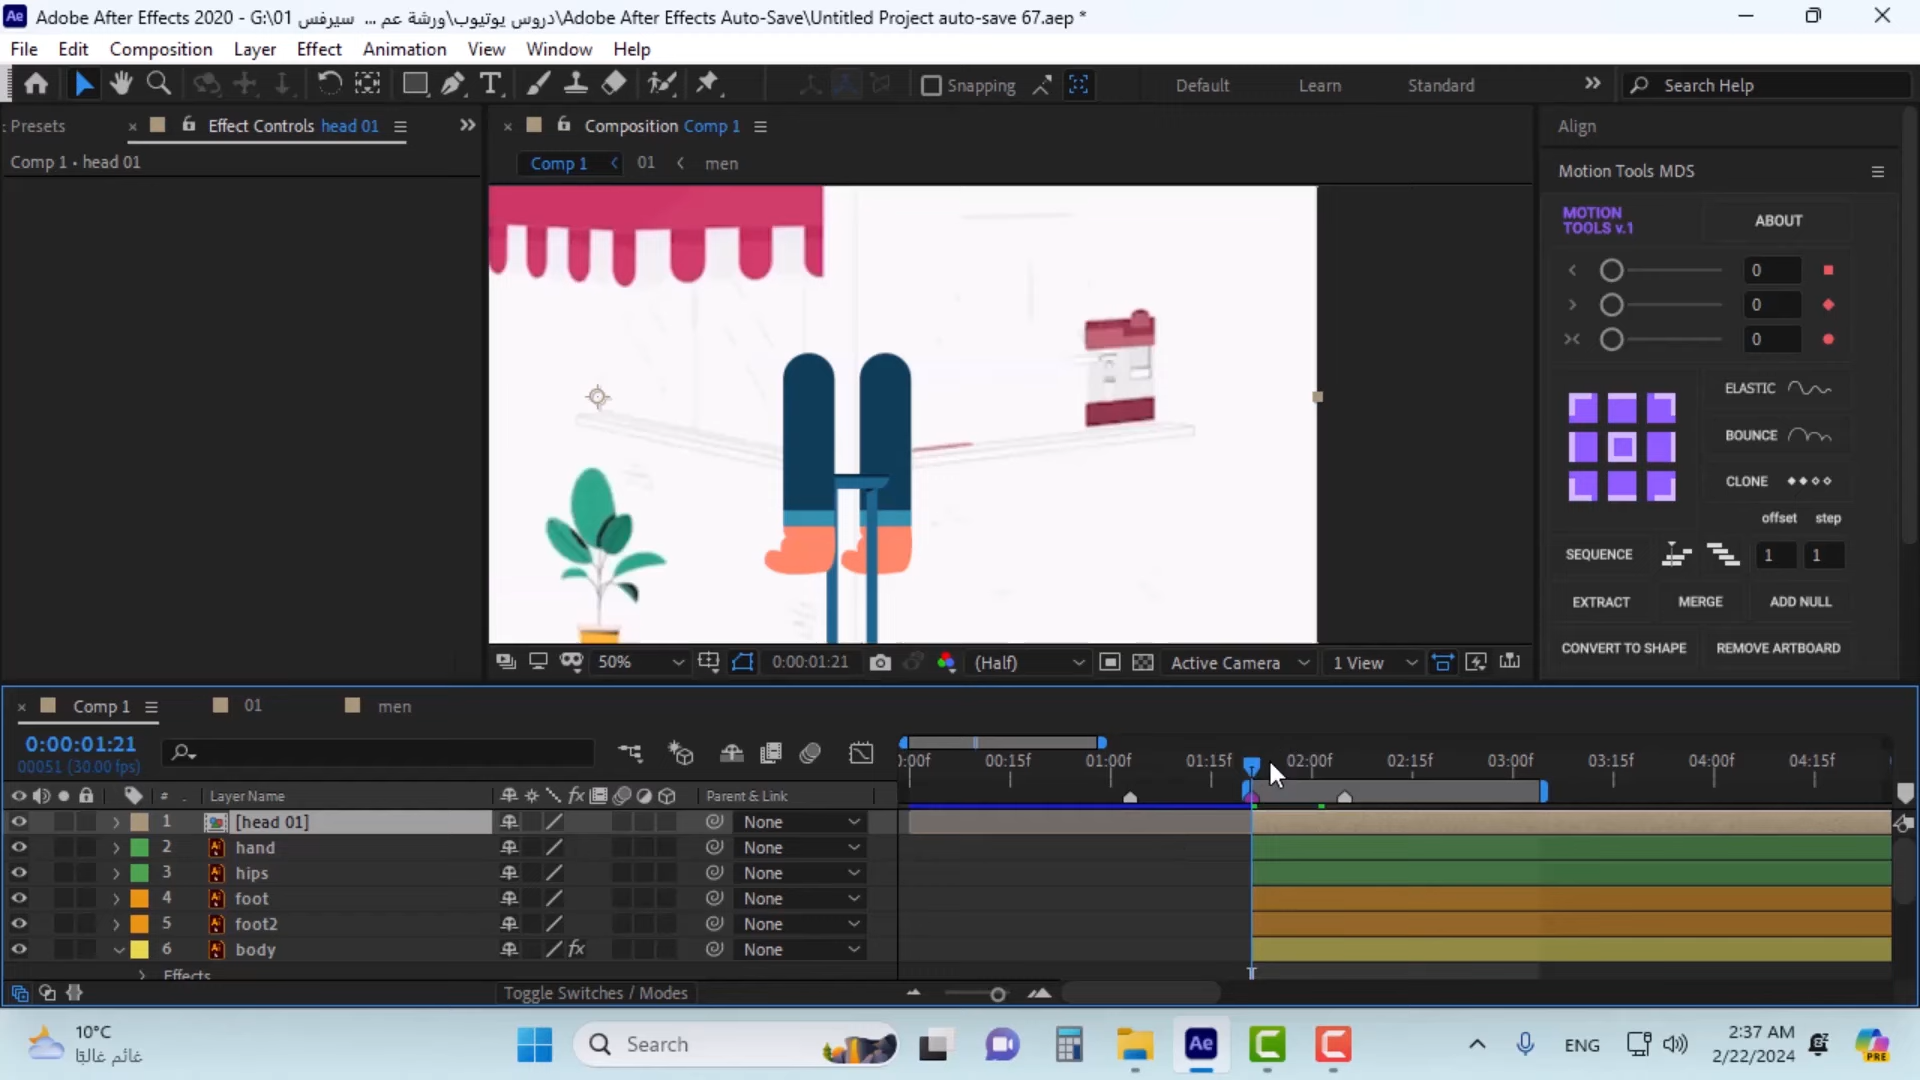 Adobe After Effects 2020 - G:\01 دروس يوتيوب\ورشة عم ... سيرفس\Adobe After Effects Auto-Save\Untitled Project auto-save 67.aep *
File Edit Composition Layer Effect Animation View Window Help
Snapping Default Learn Standard Search Help
Presets Effect Controls head 01 Composition Comp 1 Align
Comp 1 • head 01
Comp 1 01 men
Motion Tools MDS
MOTION TOOLS v.1 ABOUT
0
0
0
ELASTIC
BOUNCE
CLONE
offset step
SEQUENCE 1 1
EXTRACT MERGE ADD NULL
CONVERT TO SHAPE REMOVE ARTBOARD
50% 0:00:01:21 (Half) Active Camera 1 View
Comp 1 01 men
0:00:01:21
00051 (30.00 fps)
:00f 00:15f 01:00f 01:15f 02:00f 02:15f 03:00f 03:15f 04:00f 04:15f
# Layer Name Parent & Link
1 [head 01] None
2 hand None
3 hips None
4 foot None
5 foot2 None
6 body None
Effects
Toggle Switches / Modes
10°C
غائم غالبًا
Search
ENG
2:37 AM
2/22/2024
PRE